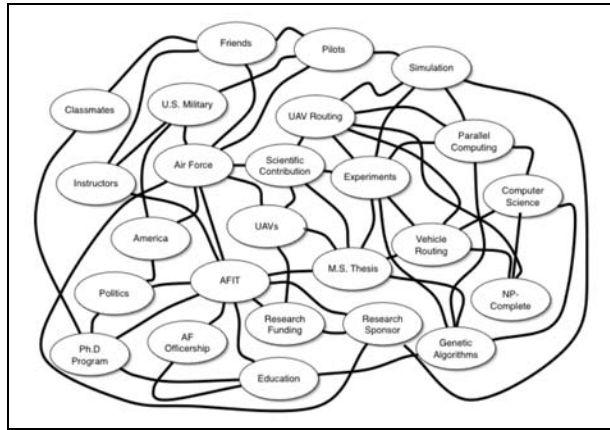 Friends
Pilots
Simulation
Classmates
U.S. Military
UAV Routing
Parallel
Computing
Air Force
Scientific
Contribution
Experiments
Instructors
Computer
Science
America
UAVs
Vehicle
Routing
AFIT
M.S. Thesis
Politics
NP-
Complete
Research
Funding
Research
Sponsor
Ph.D
Program
AF
Officership
Genetic
Algorithms
Education